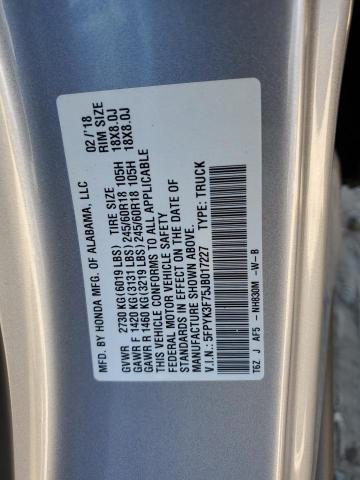 MFD. BY HONDA MFG. OF ALABAMA, LLC 02/'18
GVWR 2730 KG(6019 LBS) TIRE SIZE RIM SIZE
GAWR F 1420 KG(3131 LBS) 245/60R18 105H 18X8.0J
GAWR R 1460 KG(3219 LBS) 245/60R18 105H 18X8.0J
THIS VEHICLE CONFORMS TO ALL APPLICABLE
FEDERAL MOTOR VEHICLE SAFETY
STANDARDS IN EFFECT ON THE DATE OF
MANUFACTURE SHOWN ABOVE.
V.I.N.: 5FPYK3F75JB017227 TYPE: TRUCK
T6Z J AF5 -NH830M -W-B